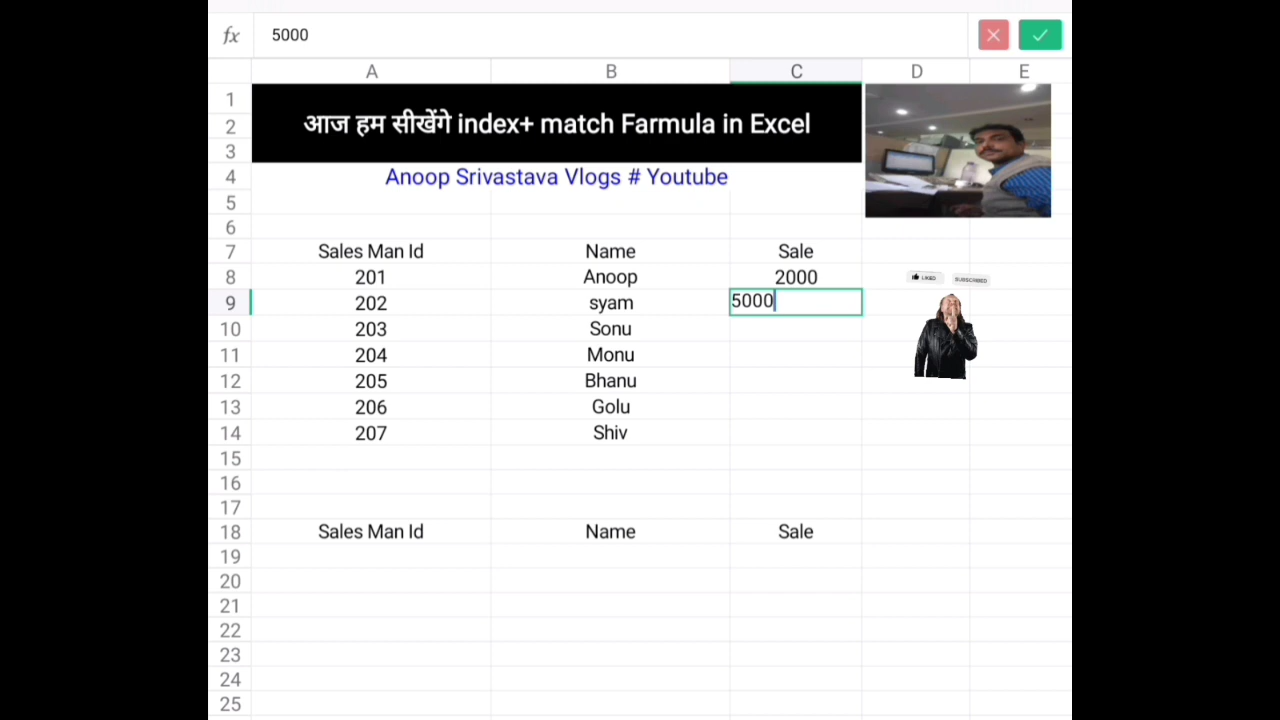 fx 5000
A B C D E
1
2 आज हम सीखेंगे index+ match Farmula in Excel
3
4 Anoop Srivastava Vlogs # Youtube
5
6
7 Sales Man Id Name Sale
8 201 Anoop 2000 LIKED SUBSCRIBED
9 202 syam 5000
10 203 Sonu
11 204 Monu
12 205 Bhanu
13 206 Golu
14 207 Shiv
15
16
17
18 Sales Man Id Name Sale
19
20
21
22
23
24
25